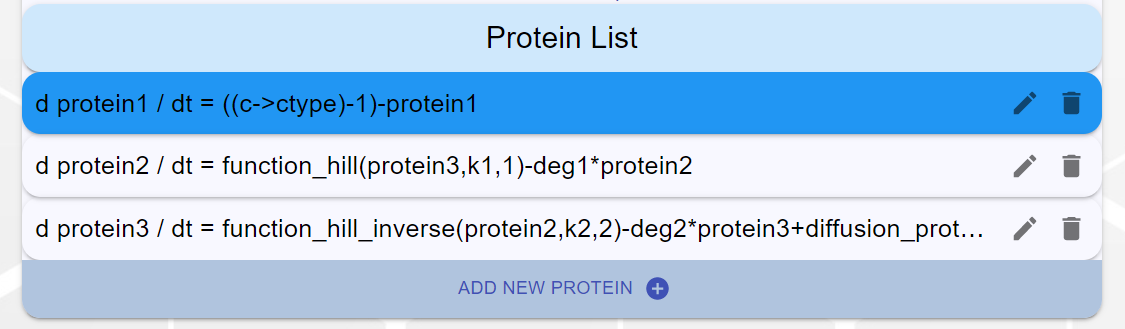 Protein List
d protein1 / dt = ((c->ctype)-1)-protein1
d protein2 / dt = function_hill(protein3,k1,1)-deg1*protein2
d protein3 / dt = function_hill_inverse(protein2,k2,2)-deg2*protein3+diffusion_prot...
ADD NEW PROTEIN